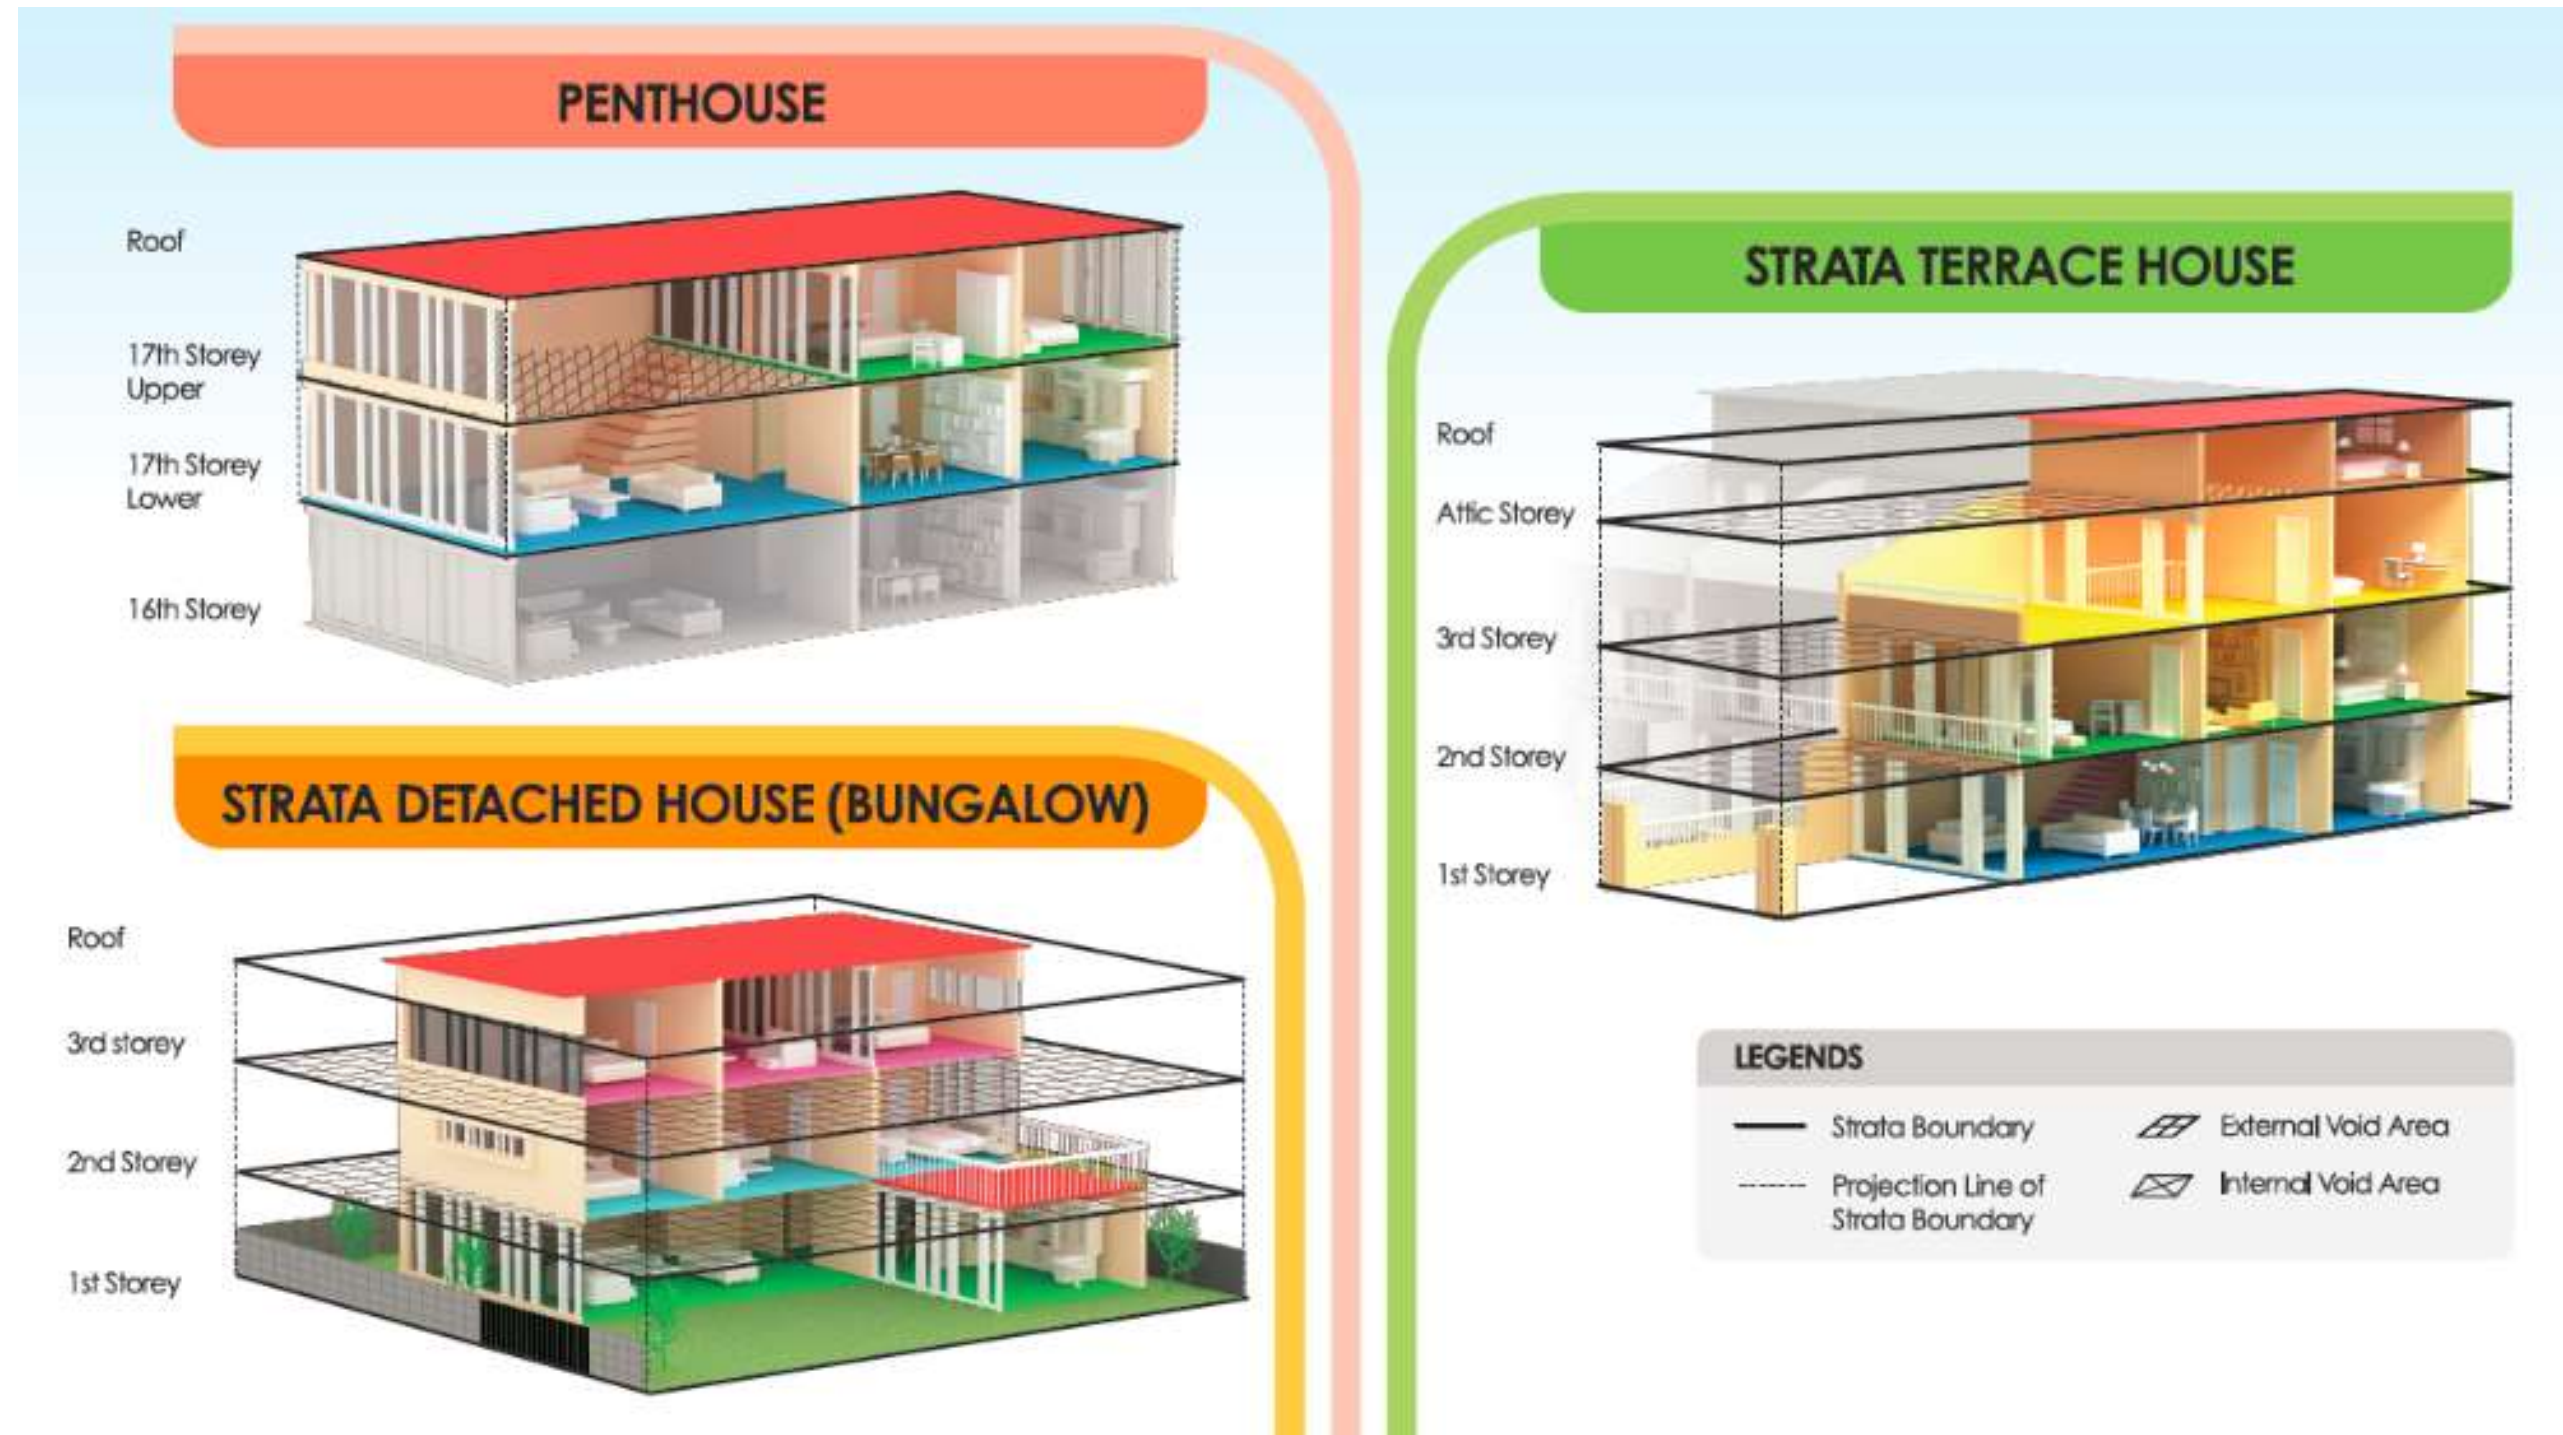 PENTHOUSE
Roof
17th Storey
Upper
17th Storey
Lower
16th Storey
STRATA DETACHED HOUSE (BUNGALOW)
Roof
3rd storey
2nd Storey
1st Storey
STRATA TERRACE HOUSE
Roof
Attic Storey
3rd Storey
2nd Storey
1st Storey
LEGENDS
Strata Boundary
External Void Area
Projection Line of
Strata Boundary
Internal Void Area